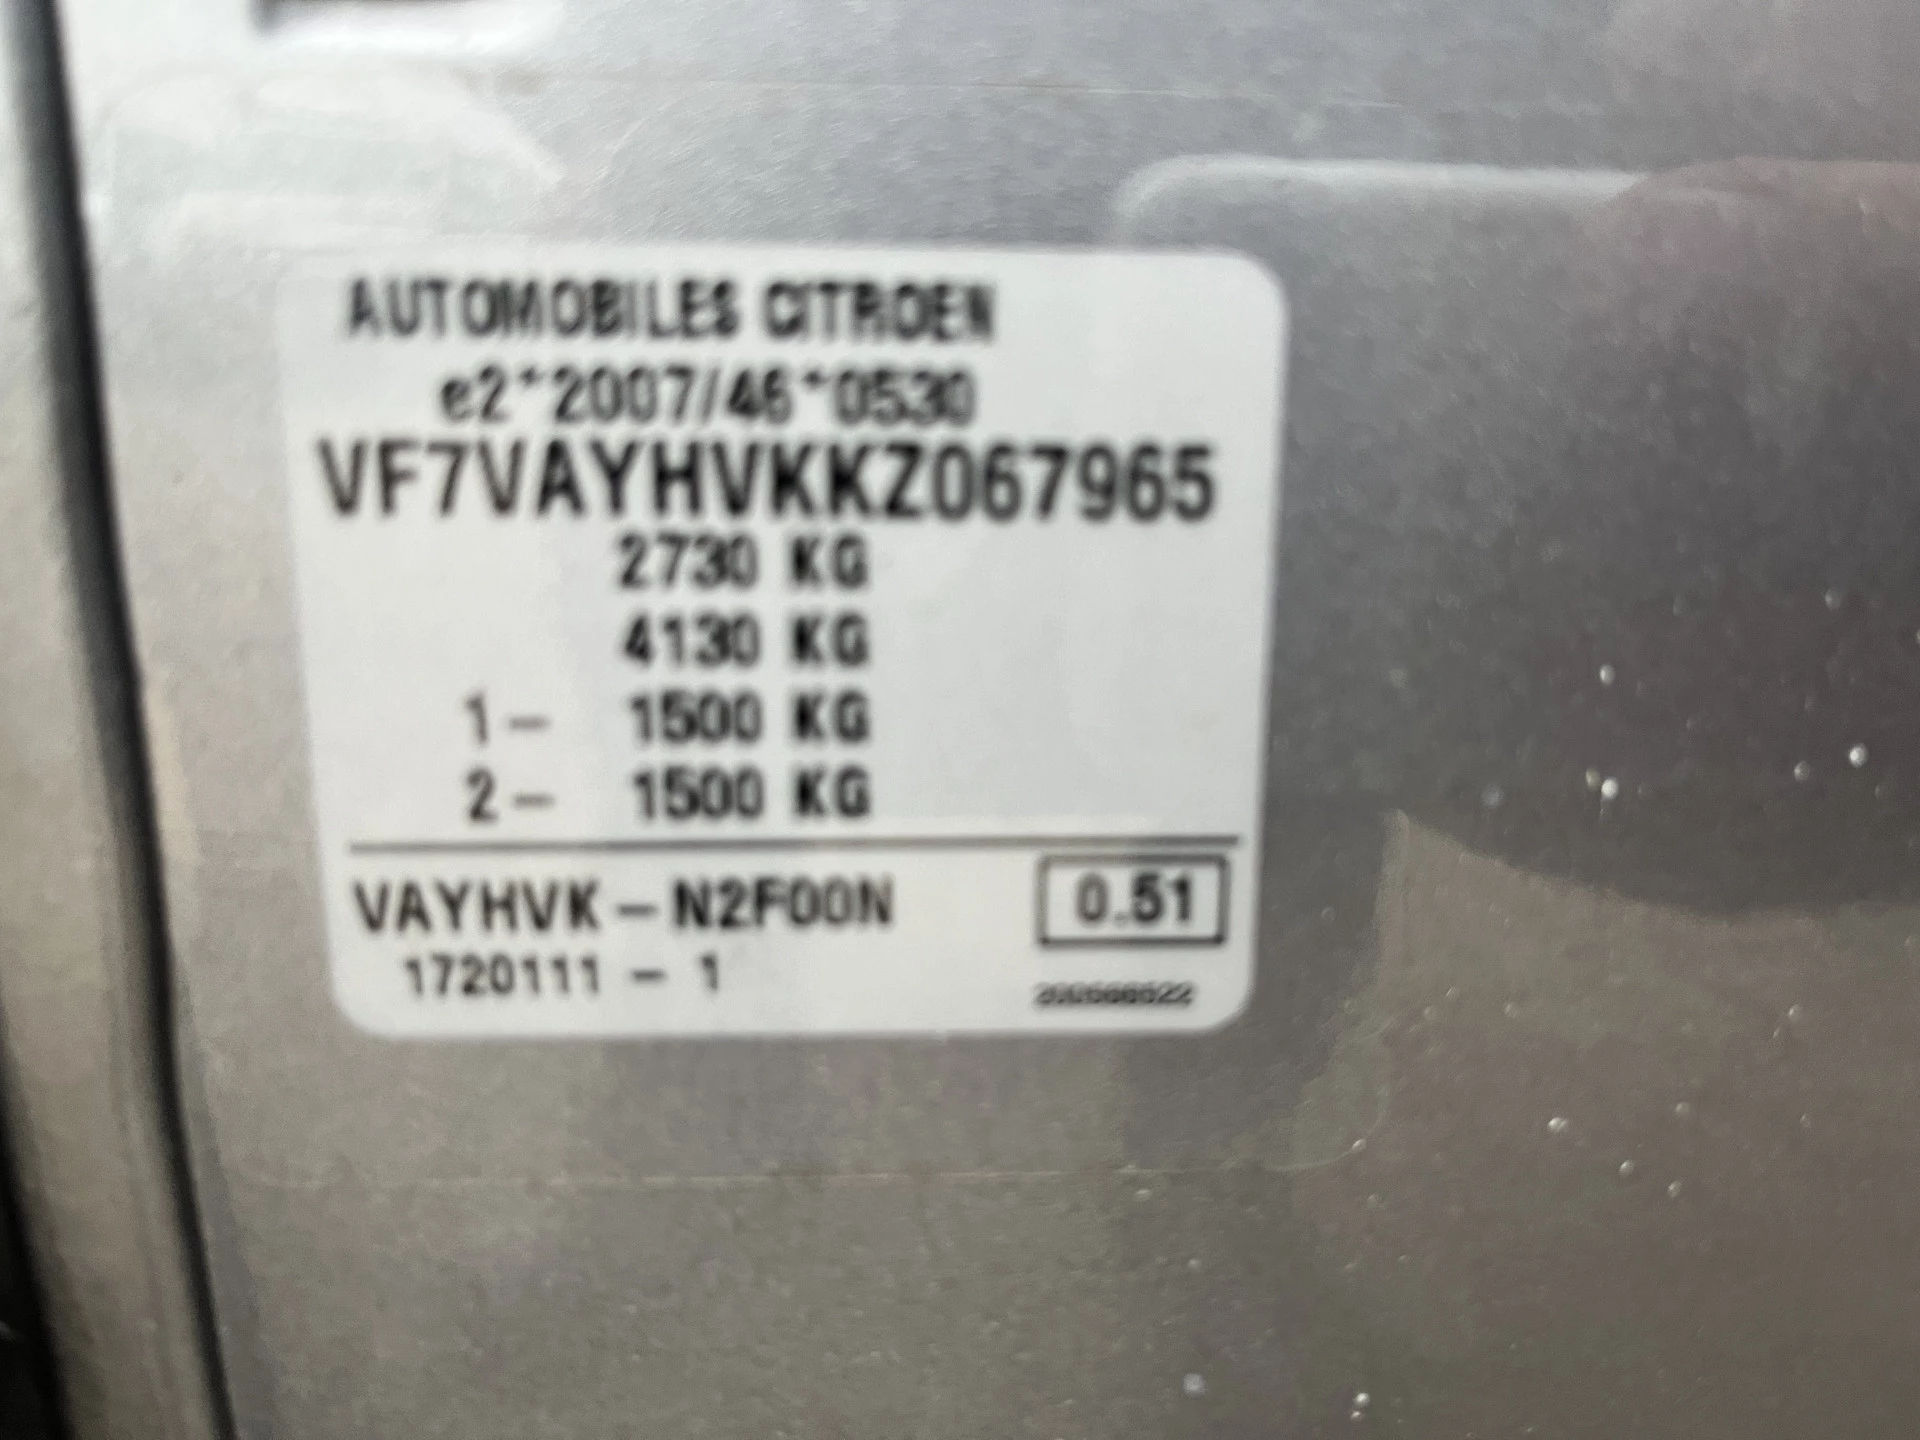 AUTOMOBILES CITROEN
e2*2007/46*0530
VF7VAYHVKKZ067965
2730 KG
4130 KG
1- 1500 KG
2- 1500 KG
VAYHVK - N2F00N 0.51
1720111 - 1